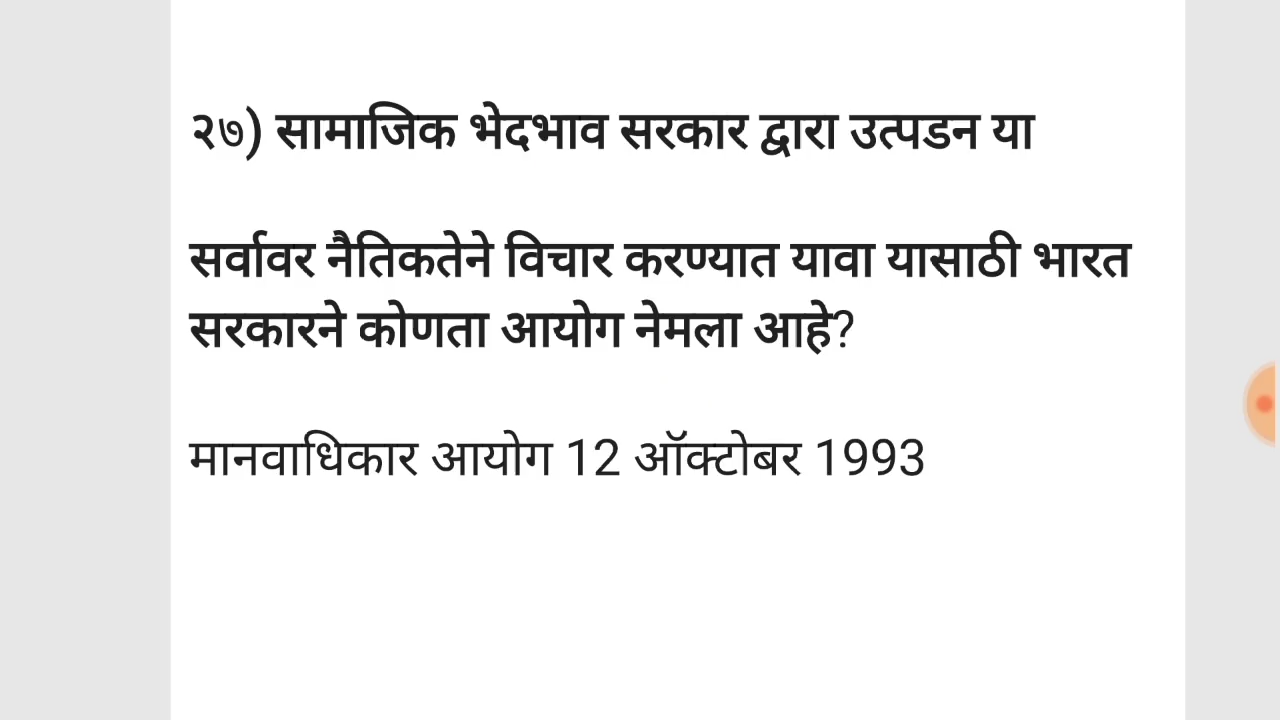 २७) सामाजिक भेदभाव सरकार द्वारा उत्पडन या
सर्वावर नैतिकतेने विचार करण्यात यावा यासाठी भारत
सरकारने कोणता आयोग नेमला आहे?
मानवाधिकार आयोग 12 ऑक्टोबर 1993